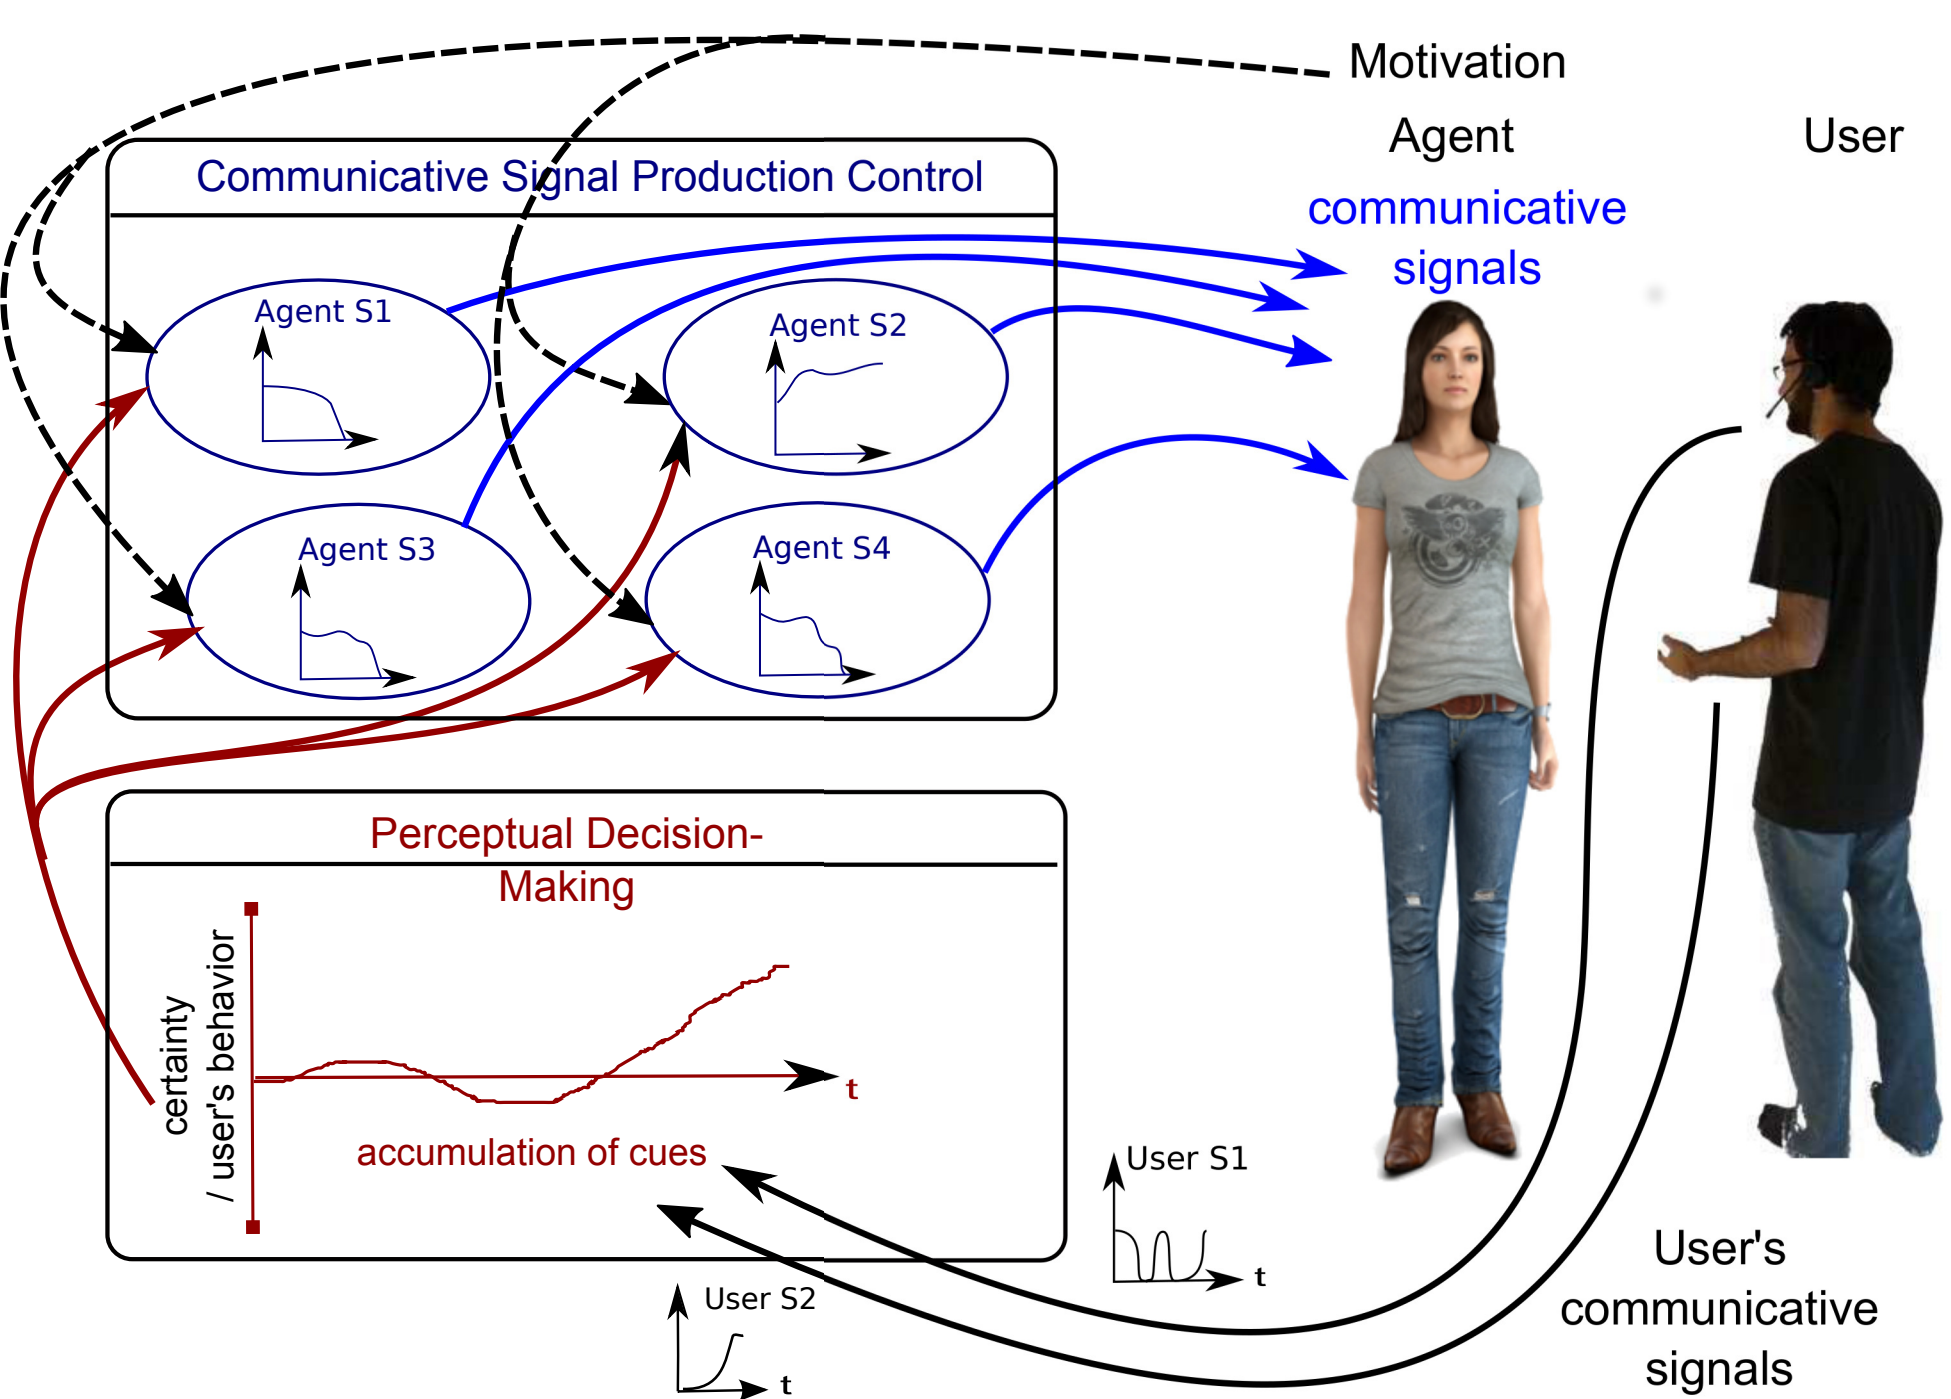 Motivation
Agent
User
communicative
signals
Communicative Signal Production Control
Agent S1
Agent S2
Agent S3
Agent S4
Perceptual Decision-
Making
certainty
/ user's behavior
t
accumulation of cues
User S1
t
User S2
t
User's
communicative
signals